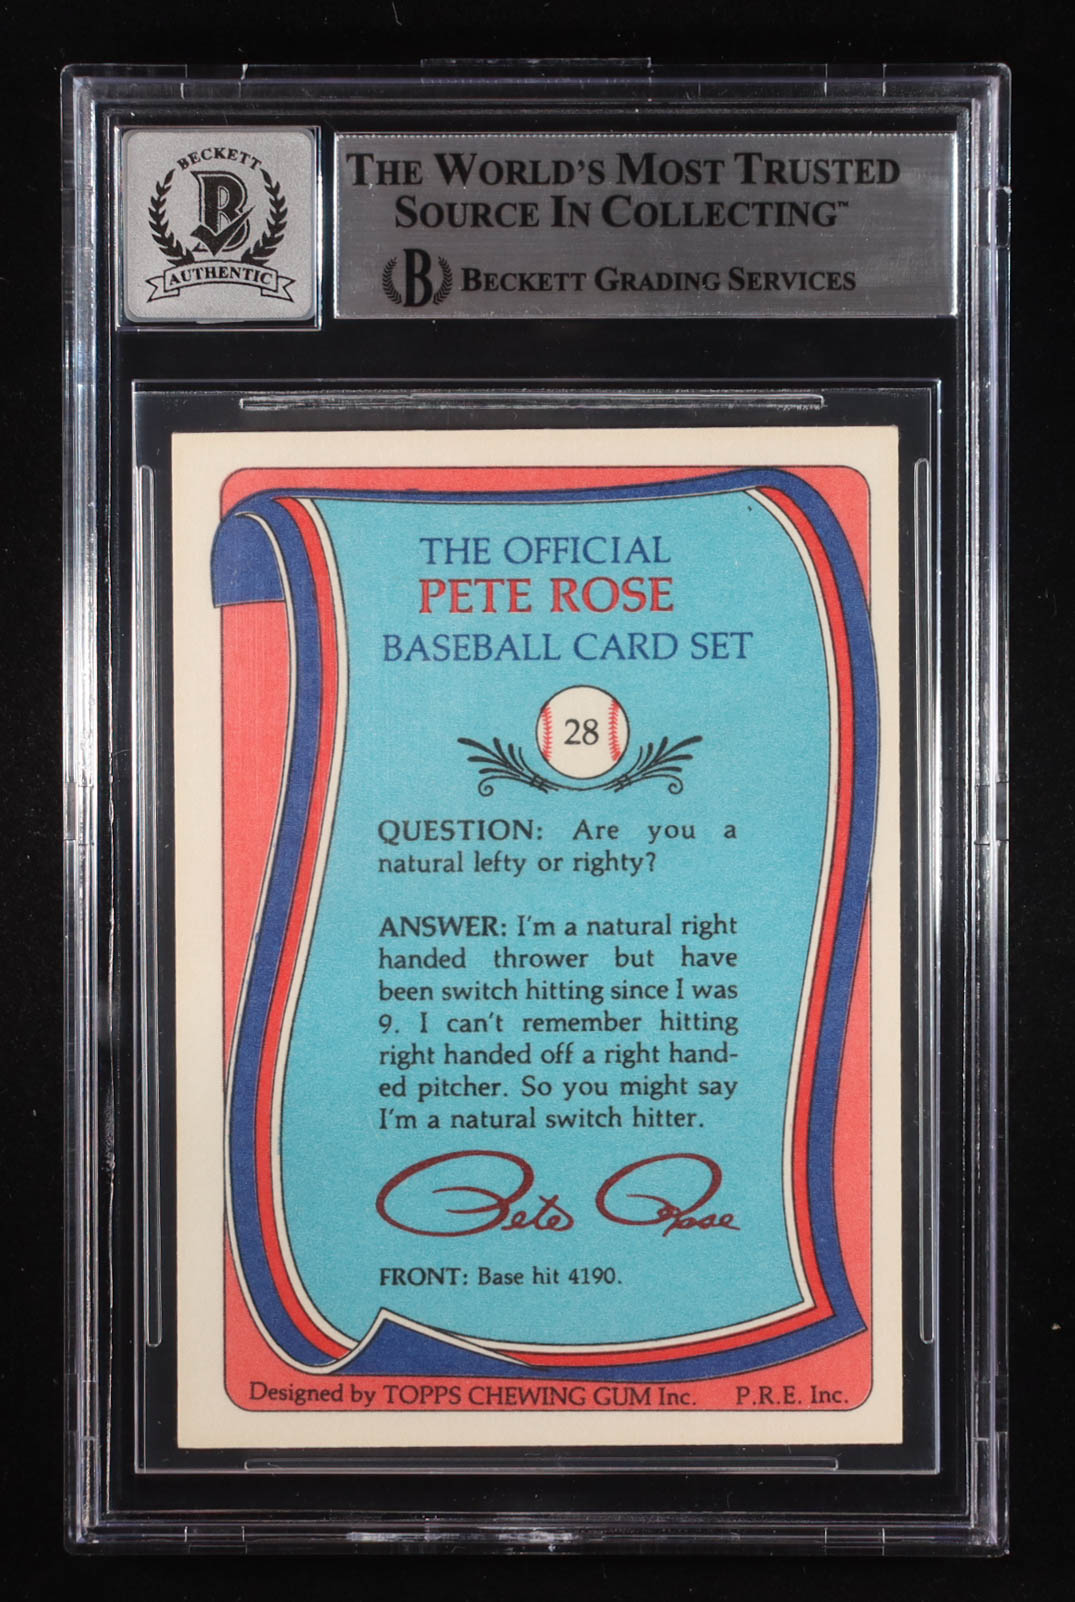 BECKETT
B
AUTHENTIC
THE WORLD'S MOST TRUSTED
SOURCE IN COLLECTING™
B BECKETT GRADING SERVICES
THE OFFICIAL
PETE ROSE
BASEBALL CARD SET
28
QUESTION: Are you a
natural lefty or righty?
ANSWER: I'm a natural right
handed thrower but have
been switch hitting since I was
9. I can't remember hitting
right handed off a right hand-
ed pitcher. So you might say
I'm a natural switch hitter.
Pete Rose
FRONT: Base hit 4190.
Designed by TOPPS CHEWING GUM Inc. P.R.E. Inc.